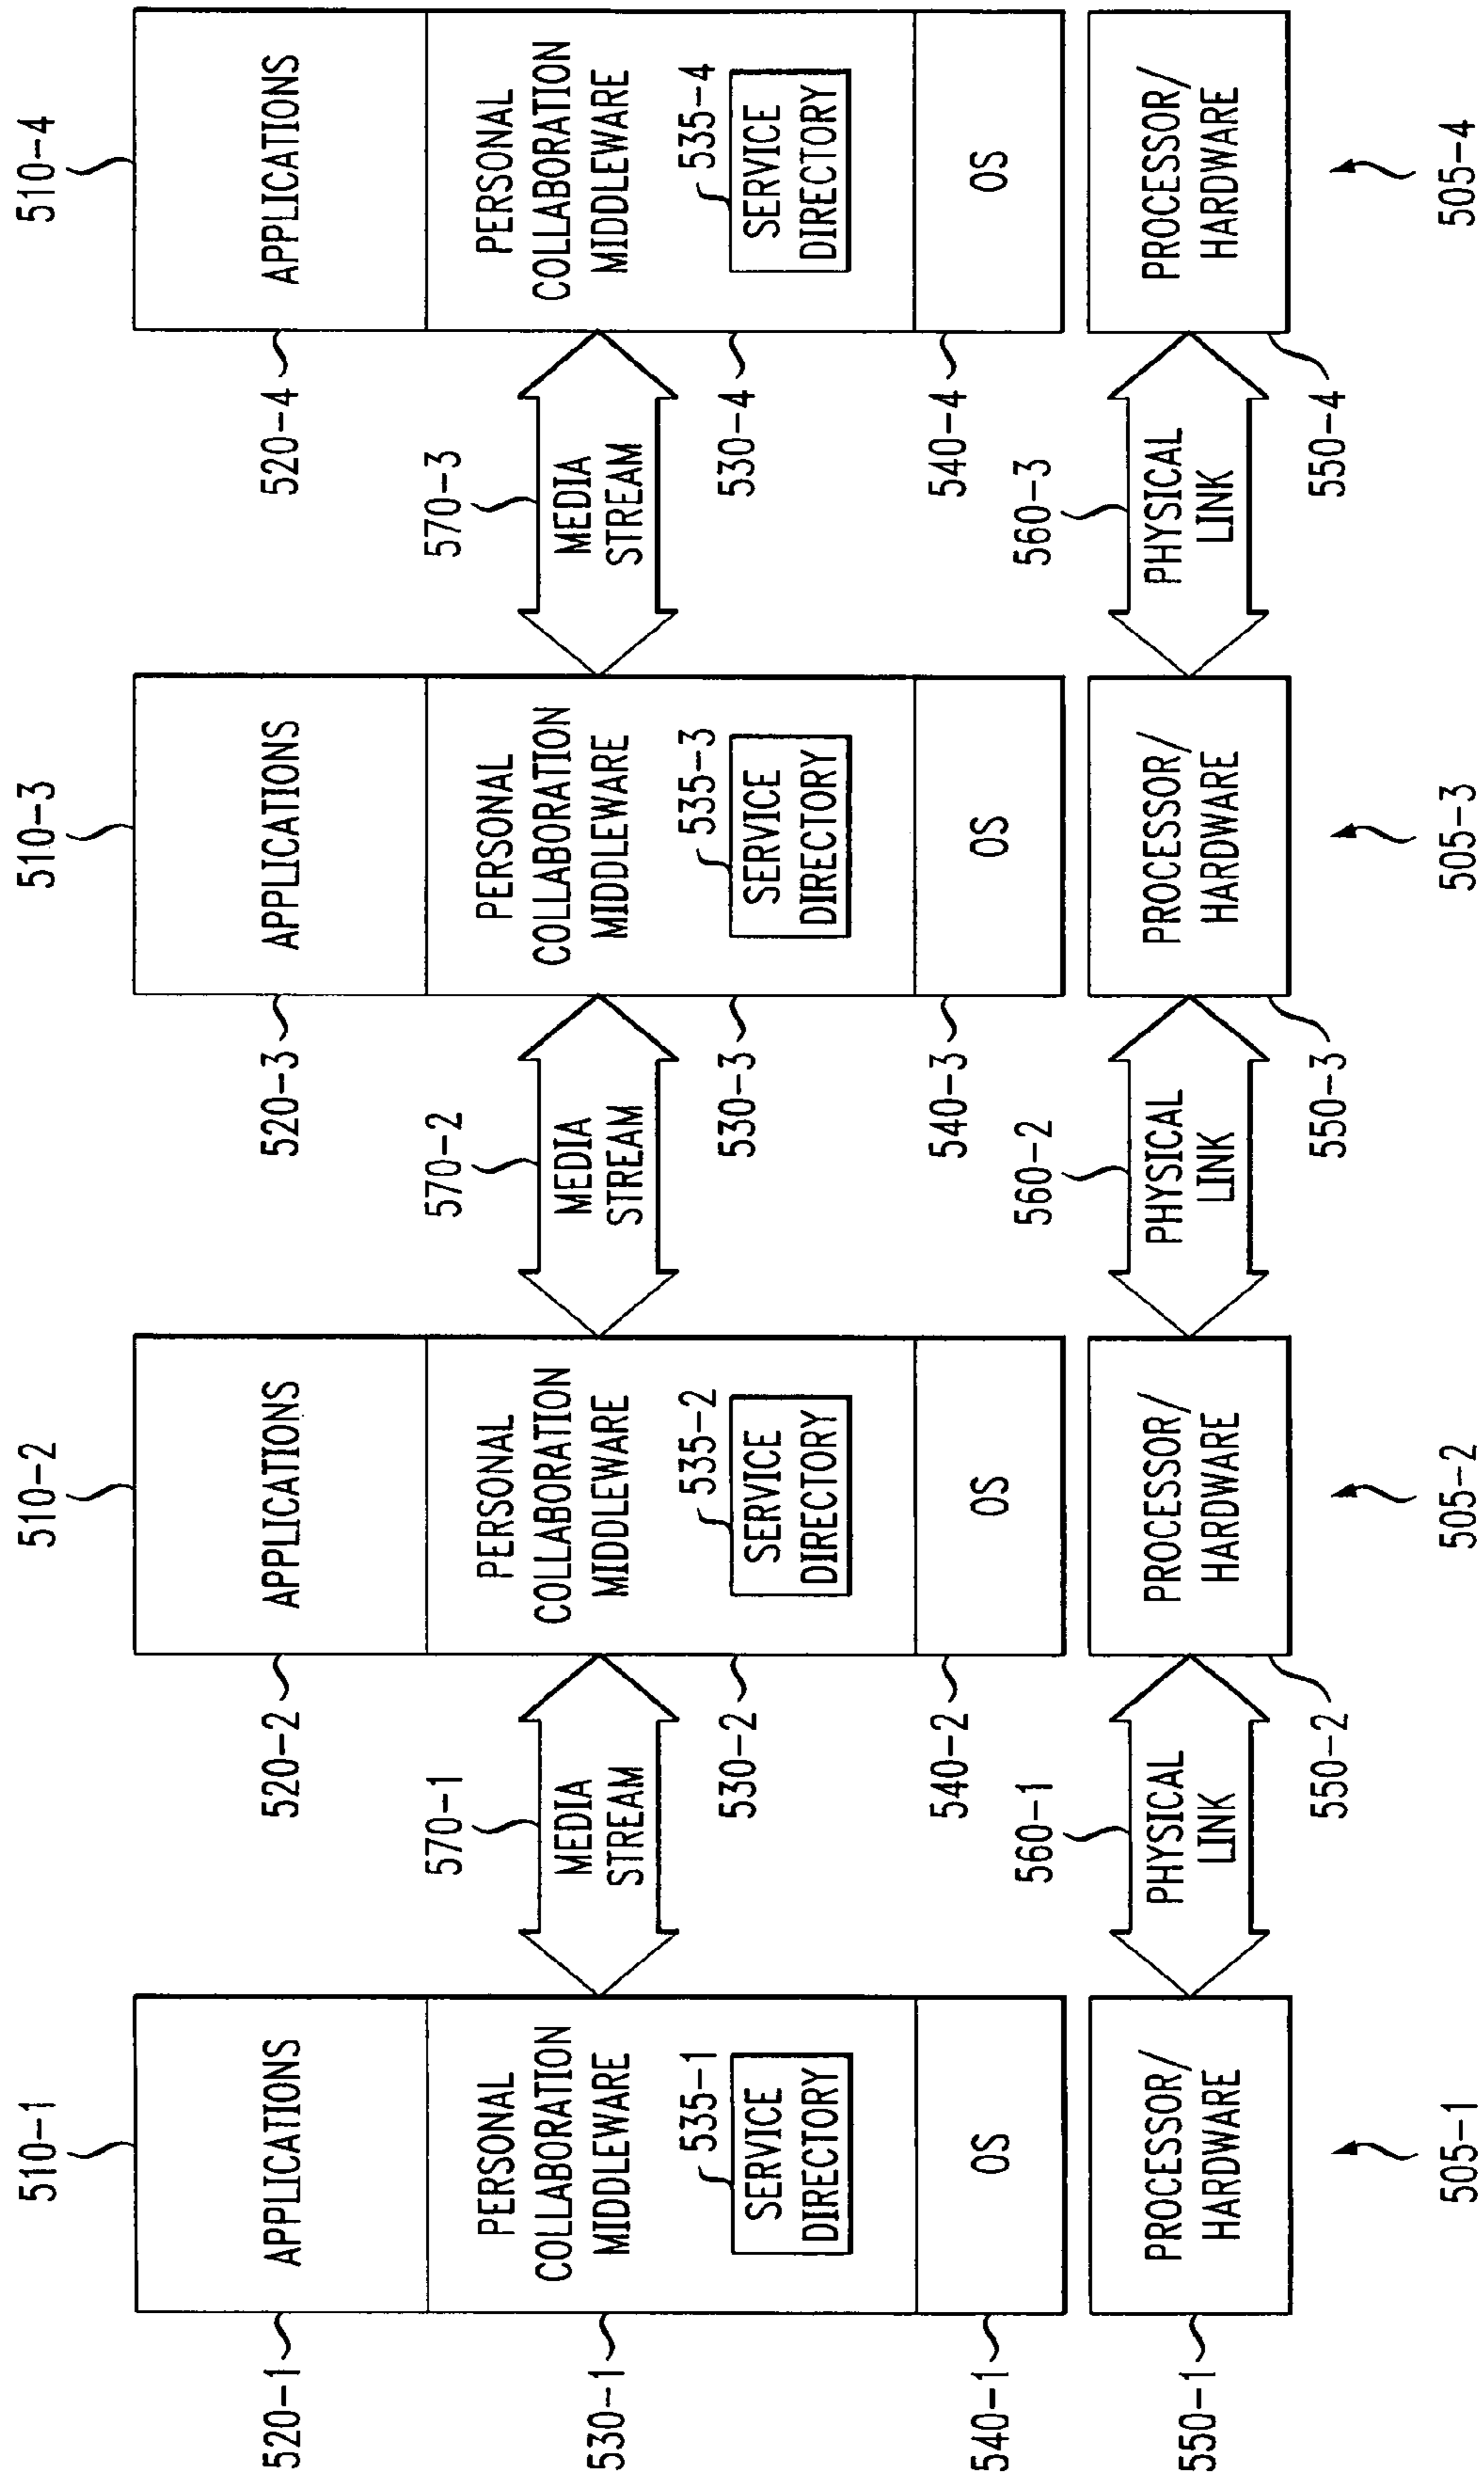 510-1
510-2
510-3
510-4
520-1
APPLICATIONS
520-2
APPLICATIONS
520-3
APPLICATIONS
520-4
APPLICATIONS
530-1
PERSONAL
COLLABORATION
MIDDLEWARE
535-1
SERVICE
DIRECTORY
570-1
MEDIA
STREAM
530-2
PERSONAL
COLLABORATION
MIDDLEWARE
535-2
SERVICE
DIRECTORY
570-2
MEDIA
STREAM
530-3
PERSONAL
COLLABORATION
MIDDLEWARE
535-3
SERVICE
DIRECTORY
570-3
MEDIA
STREAM
530-4
PERSONAL
COLLABORATION
MIDDLEWARE
535-4
SERVICE
DIRECTORY
540-1
OS
540-2
OS
540-3
OS
540-4
OS
550-1
PROCESSOR/
HARDWARE
560-1
PHYSICAL
LINK
550-2
PROCESSOR/
HARDWARE
560-2
PHYSICAL
LINK
550-3
PROCESSOR/
HARDWARE
560-3
PHYSICAL
LINK
550-4
PROCESSOR/
HARDWARE
505-1
505-2
505-3
505-4